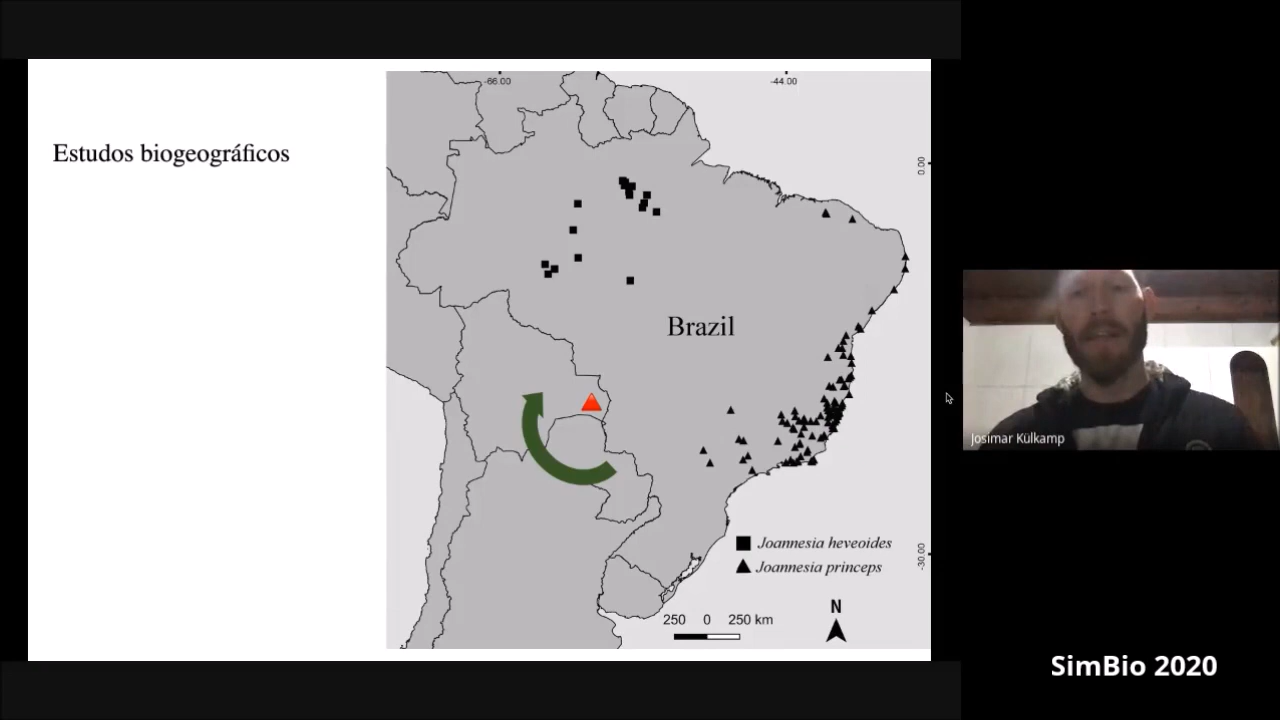 Estudos biogeográficos
-66.00
-44.00
0.00
Brazil
-30.00
Joannesia heveoides
Joannesia princeps
250 0 250 km
N
Josimar Külkamp
SimBio 2020